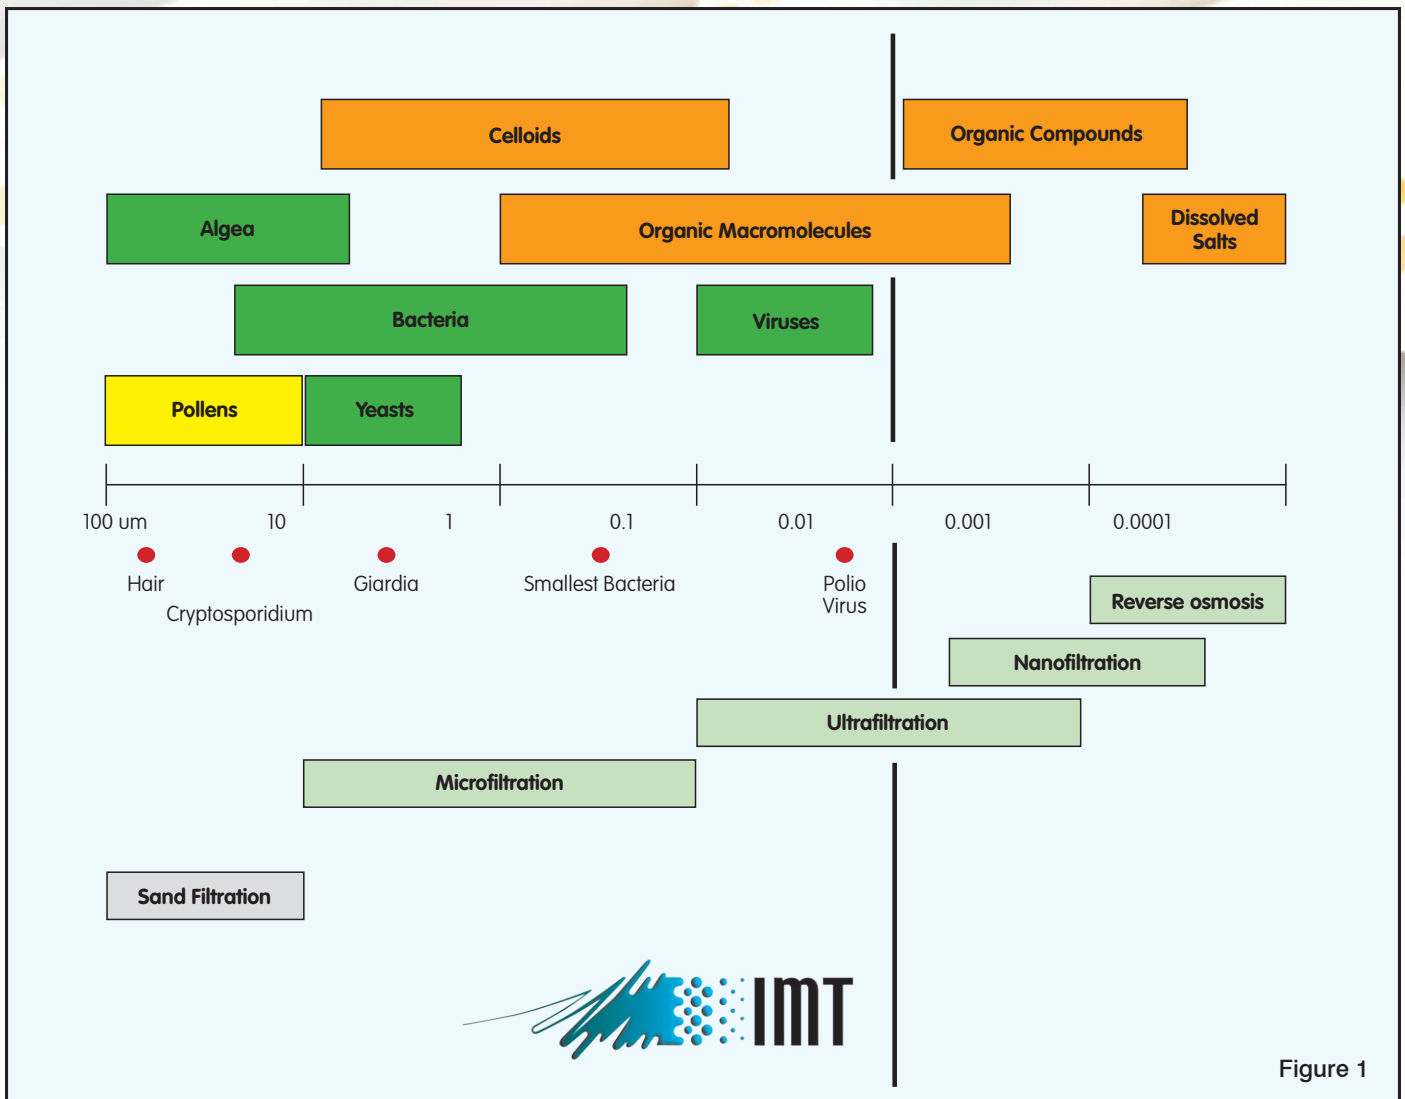 Celloids
Organic Compounds
Algea
Organic Macromolecules
Dissolved
Salts
Bacteria
Viruses
Pollens
Yeasts
100 um
10
1
0.1
0.01
0.001
0.0001
Hair
Cryptosporidium
Giardia
Smallest Bacteria
Polio
Virus
Reverse osmosis
Nanofiltration
Ultrafiltration
Microfiltration
Sand Filtration
IMT
Figure 1